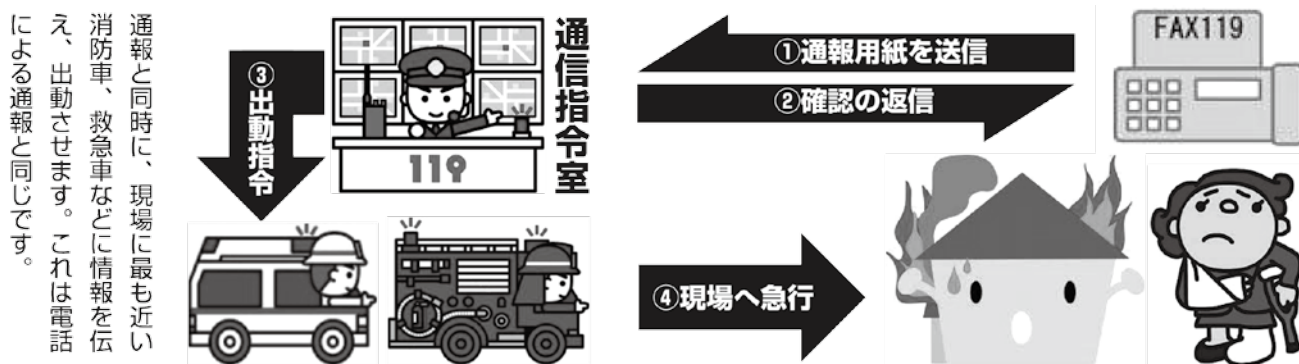 FAX119
①通報用紙を送信
②確認の返信
通信指令室
119
③出動指令
④現場へ急行
通報と同時に、現場に最も近い
消防車、救急車などに情報を伝
え、出動させます。これは電話
による通報と同じです。